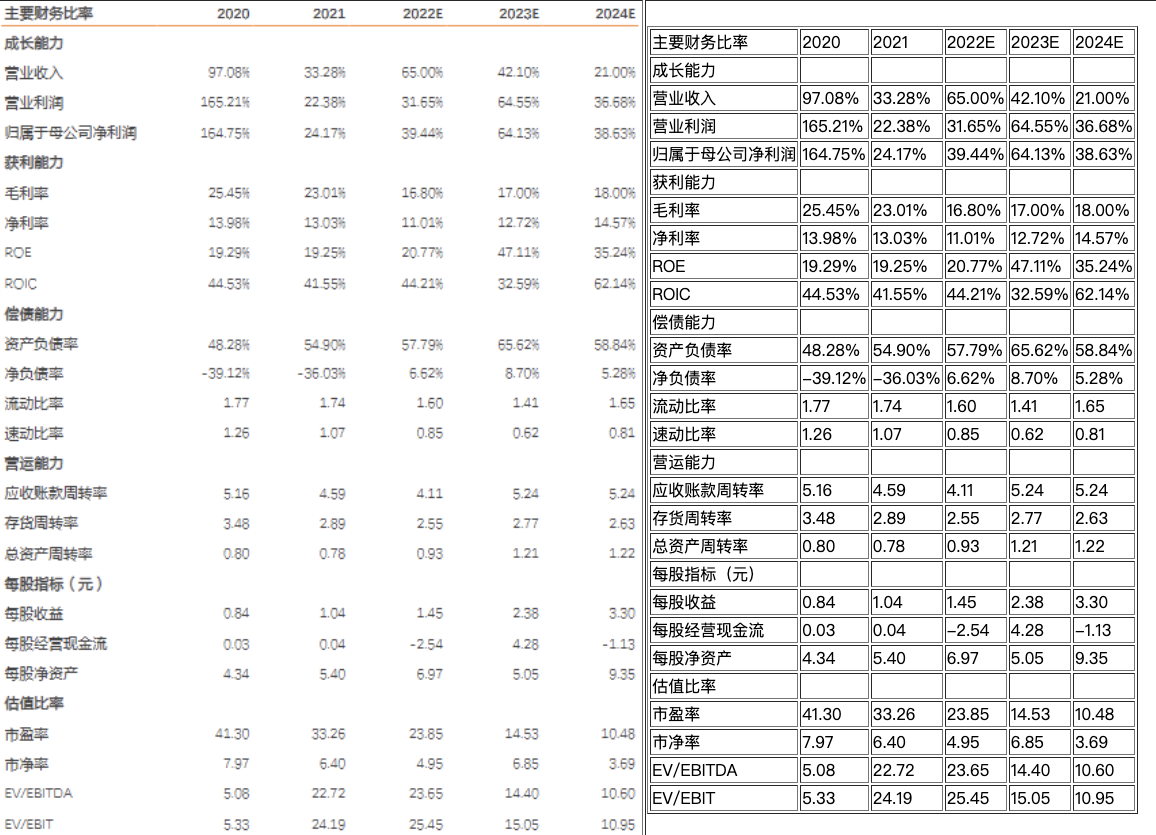 主要财务比率 2020 2021 2022E 2023E 2024E
成长能力
营业收入 97.08% 33.28% 65.00% 42.10% 21.00%
营业利润 165.21% 22.38% 31.65% 64.55% 36.68%
归属于母公司净利润 164.75% 24.17% 39.44% 64.13% 38.63%
获利能力
毛利率 25.45% 23.01% 16.80% 17.00% 18.00%
净利率 13.98% 13.03% 11.01% 12.72% 14.57%
ROE 19.29% 19.25% 20.77% 47.11% 35.24%
ROIC 44.53% 41.55% 44.21% 32.59% 62.14%
偿债能力
资产负债率 48.28% 54.90% 57.79% 65.62% 58.84%
净负债率 -39.12% -36.03% 6.62% 8.70% 5.28%
流动比率 1.77 1.74 1.60 1.41 1.65
速动比率 1.26 1.07 0.85 0.62 0.81
营运能力
应收账款周转率 5.16 4.59 4.11 5.24 5.24
存货周转率 3.48 2.89 2.55 2.77 2.63
总资产周转率 0.80 0.78 0.93 1.21 1.22
每股指标（元）
每股收益 0.84 1.04 1.45 2.38 3.30
每股经营现金流 0.03 0.04 -2.54 4.28 -1.13
每股净资产 4.34 5.40 6.97 5.05 9.35
估值比率
市盈率 41.30 33.26 23.85 14.53 10.48
市净率 7.97 6.40 4.95 6.85 3.69
EV/EBITDA 5.08 22.72 23.65 14.40 10.60
EV/EBIT 5.33 24.19 25.45 15.05 10.95
主要财务比率 2020 2021 2022E 2023E 2024E
成长能力
营业收入 97.08% 33.28% 65.00% 42.10% 21.00%
营业利润 165.21% 22.38% 31.65% 64.55% 36.68%
归属于母公司净利润 164.75% 24.17% 39.44% 64.13% 38.63%
获利能力
毛利率 25.45% 23.01% 16.80% 17.00% 18.00%
净利率 13.98% 13.03% 11.01% 12.72% 14.57%
ROE 19.29% 19.25% 20.77% 47.11% 35.24%
ROIC 44.53% 41.55% 44.21% 32.59% 62.14%
偿债能力
资产负债率 48.28% 54.90% 57.79% 65.62% 58.84%
净负债率 −39.12% −36.03% 6.62% 8.70% 5.28%
流动比率 1.77 1.74 1.60 1.41 1.65
速动比率 1.26 1.07 0.85 0.62 0.81
营运能力
应收账款周转率 5.16 4.59 4.11 5.24 5.24
存货周转率 3.48 2.89 2.55 2.77 2.63
总资产周转率 0.80 0.78 0.93 1.21 1.22
每股指标（元）
每股收益 0.84 1.04 1.45 2.38 3.30
每股经营现金流 0.03 0.04 −2.54 4.28 −1.13
每股净资产 4.34 5.40 6.97 5.05 9.35
估值比率
市盈率 41.30 33.26 23.85 14.53 10.48
市净率 7.97 6.40 4.95 6.85 3.69
EV/EBITDA 5.08 22.72 23.65 14.40 10.60
EV/EBIT 5.33 24.19 25.45 15.05 10.95